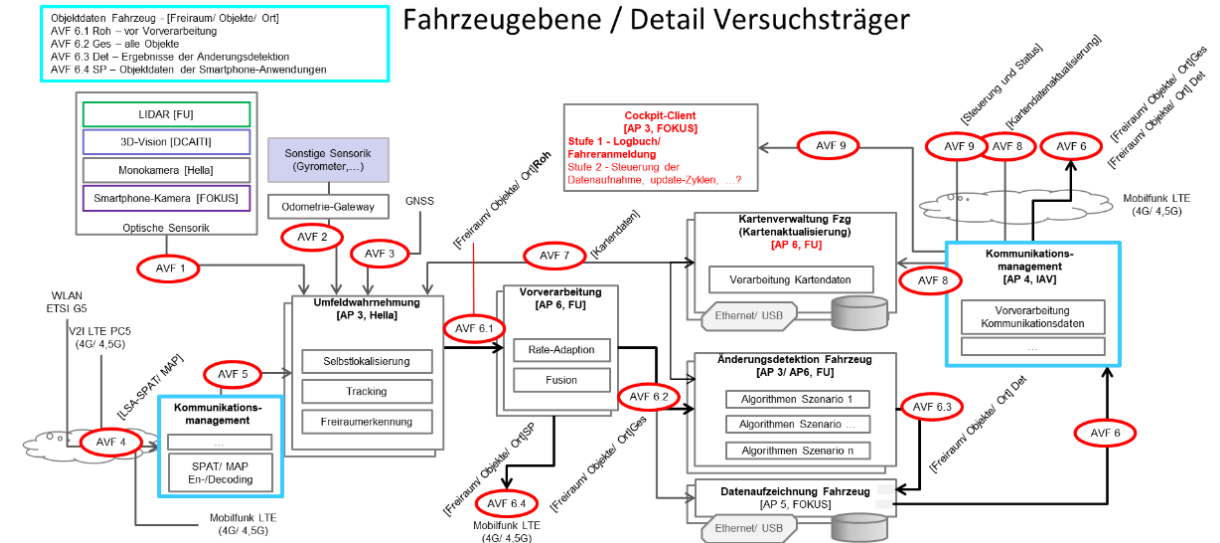 Fahrzeugebene / Detail Versuchsträger
Objektdaten Fahrzeug - [Freiraum/ Objekte/ Ort]
AVF 6.1 Roh – vor Vorverarbeitung
AVF 6.2 Ges – alle Objekte
AVF 6.3 Det – Ergebnisse der Änderungsdetektion
AVF 6.4 SP – Objektdaten der Smartphone-Anwendungen
LIDAR [FU]
3D-Vision [DCAITI]
Monokamera [Hella]
Smartphone-Kamera [FOKUS]
Optische Sensorik
Sonstige Sensorik
(Gyrometer,...)
Odometrie-Gateway
GNSS
AVF 1
AVF 2
AVF 3
[Freiraum/ Objekte/ Ort]Roh
AVF 7
[Kartendaten]
Cockpit-Client
[AP 3, FOKUS]
Stufe 1 - Logbuch/
Fahreranmeldung
Stufe 2 - Steuerung der
Datenaufnahme, update-Zyklen, …?
AVF 9
[Steuerung und Status]
[Kartendatenaktualisierung]
[Freiraum/ Objekte/ Ort]Ges
[Freiraum/ Objekte/ Ort] Det
AVF 9
AVF 8
AVF 6
Mobilfunk LTE
(4G/ 4,5G)
Kartenverwaltung Fzg
(Kartenaktualisierung)
[AP 6, FU]
Verarbeitung Kartendaten
Ethernet/ USB
AVF 8
Kommunikations-
management
[AP 4, IAV]
Vorverarbeitung
Kommunikationsdaten
…
WLAN
ETSI G5
V2I LTE PC5
(4G/ 4,5G)
[LSA-SPAT/ MAP]
AVF 4
AVF 5
Kommunikations-
management
…
SPAT/ MAP
En-/Decoding
Mobilfunk LTE
(4G/ 4,5G)
Umfeldwahrnehmung
[AP 3, Hella]
Selbstlokalisierung
Tracking
Freiraumerkennung
AVF 6.1
Vorverarbeitung
[AP 6, FU]
Rate-Adaption
Fusion
AVF 6.2
[Freiraum/ Objekte/ Ort]SP
[Freiraum/ Objekte/ Ort]Ges
AVF 6.4
Mobilfunk LTE
(4G/ 4,5G)
Änderungsdetektion Fahrzeug
[AP 3/ AP6, FU]
Algorithmen Szenario 1
Algorithmen Szenario …
Algorithmen Szenario n
AVF 6.3
[Freiraum/ Objekte/ Ort] Det
AVF 6
Datenaufzeichnung Fahrzeug
[AP 5, FOKUS]
Ethernet/ USB